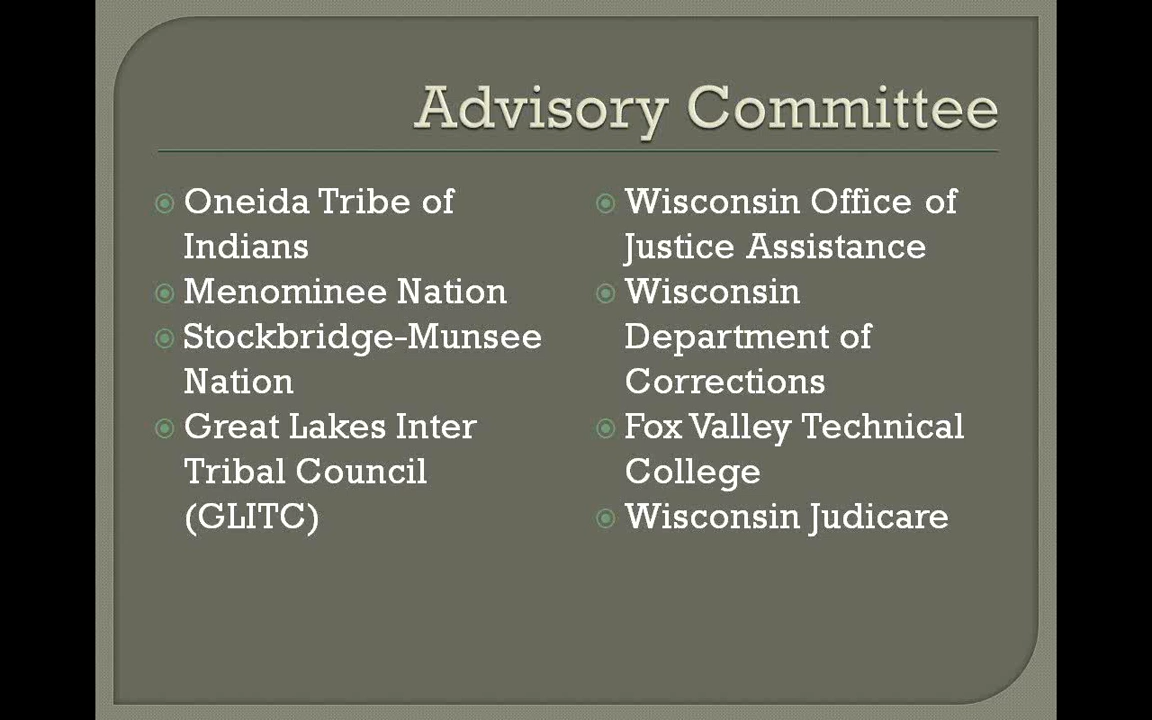 Advisory Committee
Oneida Tribe of
Indians
Menominee Nation
Stockbridge-Munsee
Nation
Great Lakes Inter
Tribal Council
(GLITC)
Wisconsin Office of
Justice Assistance
Wisconsin
Department of
Corrections
Fox Valley Technical
College
Wisconsin Judicare